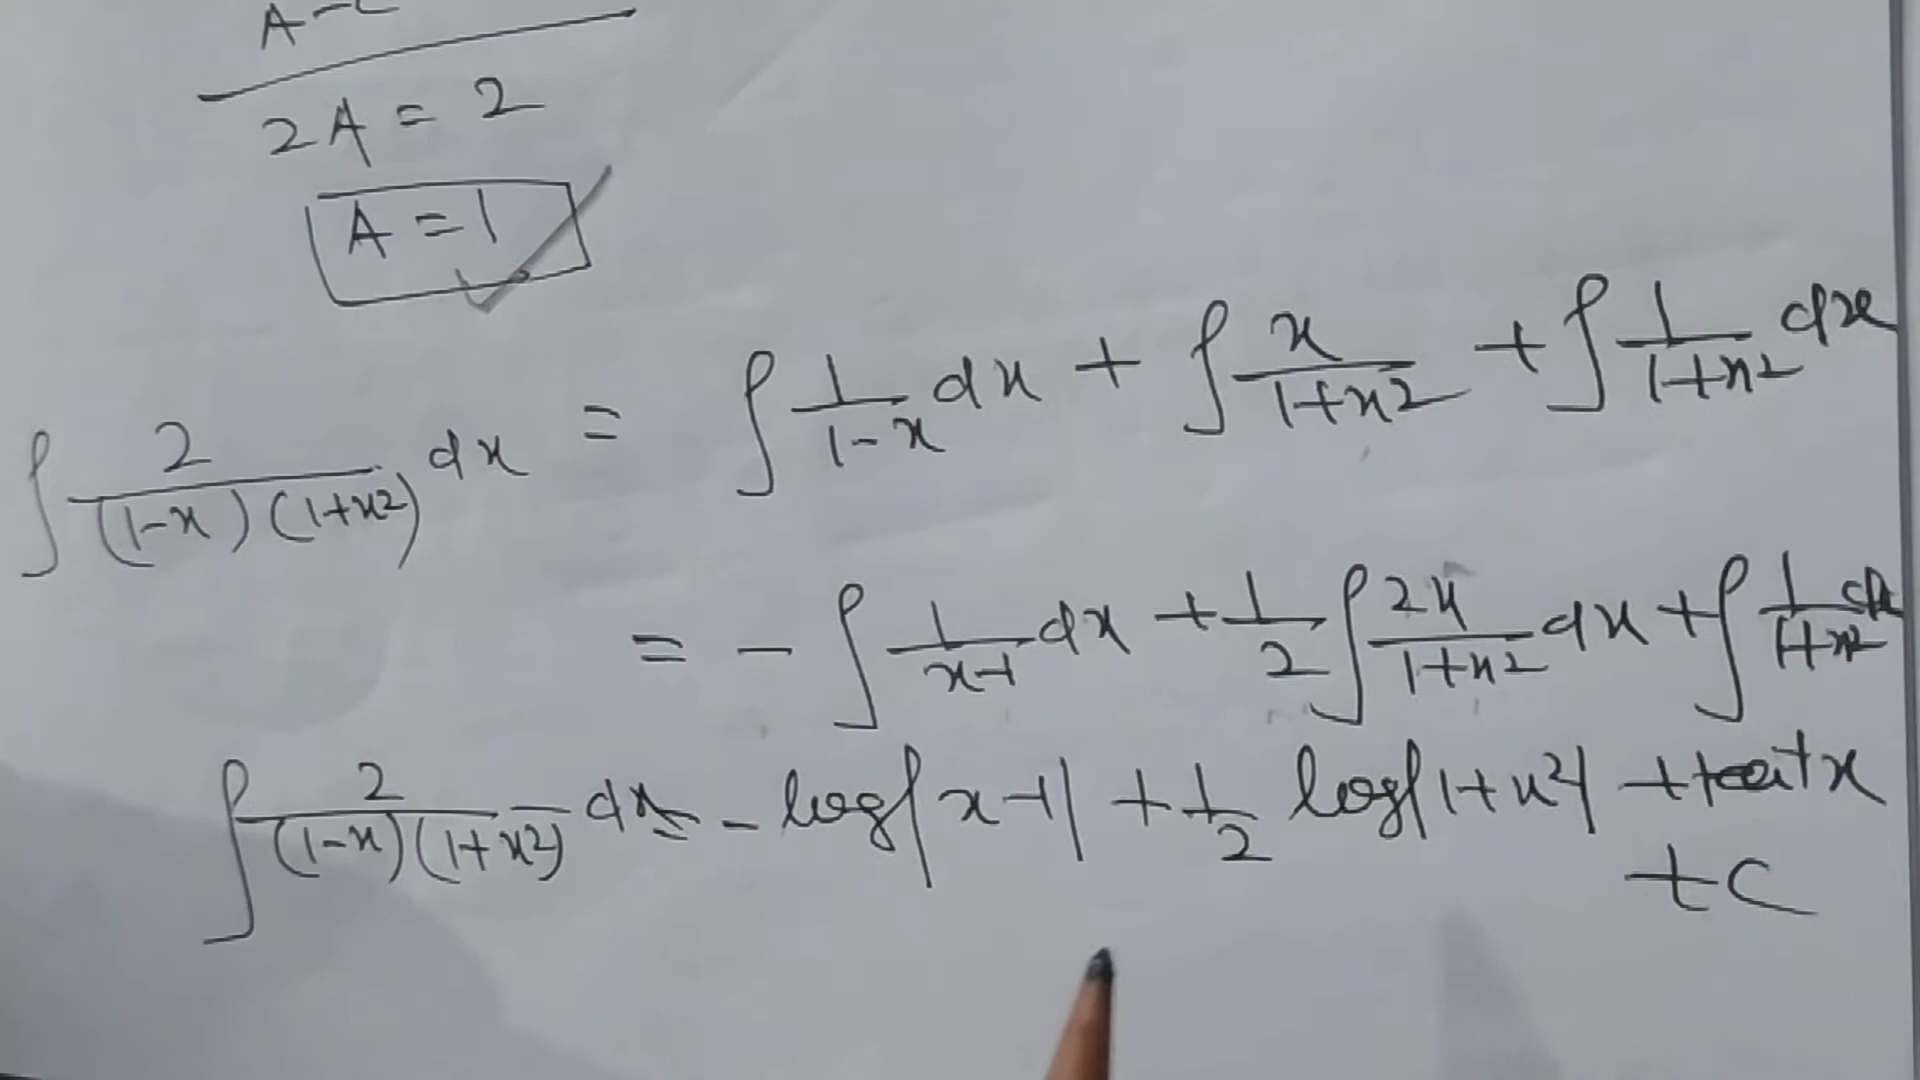 2A = 2
A = 1
∫ 2/((1-x)(1+x²)) dx = ∫ 1/(1-x) dx + ∫ x/(1+x²) + ∫ 1/(1+x²) dx
= - ∫ 1/(x-1) dx + 1/2 ∫ 2x/(1+x²) dx + ∫ 1/(1+x²) dx
∫ 2/((1-x)(1+x²)) dx = - log|x-1| + 1/2 log|1+x²| + tan⁻¹x
+ C